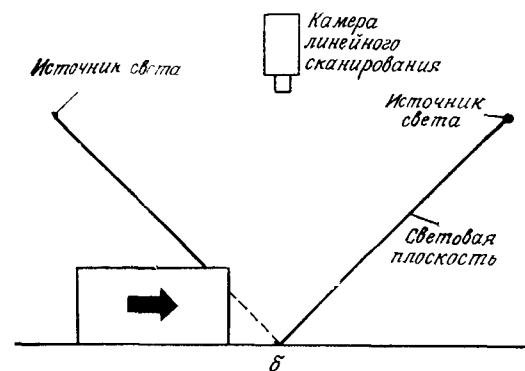 Камера
линейного
сканирования
Источник света
Источник
света
Световая
плоскость
б